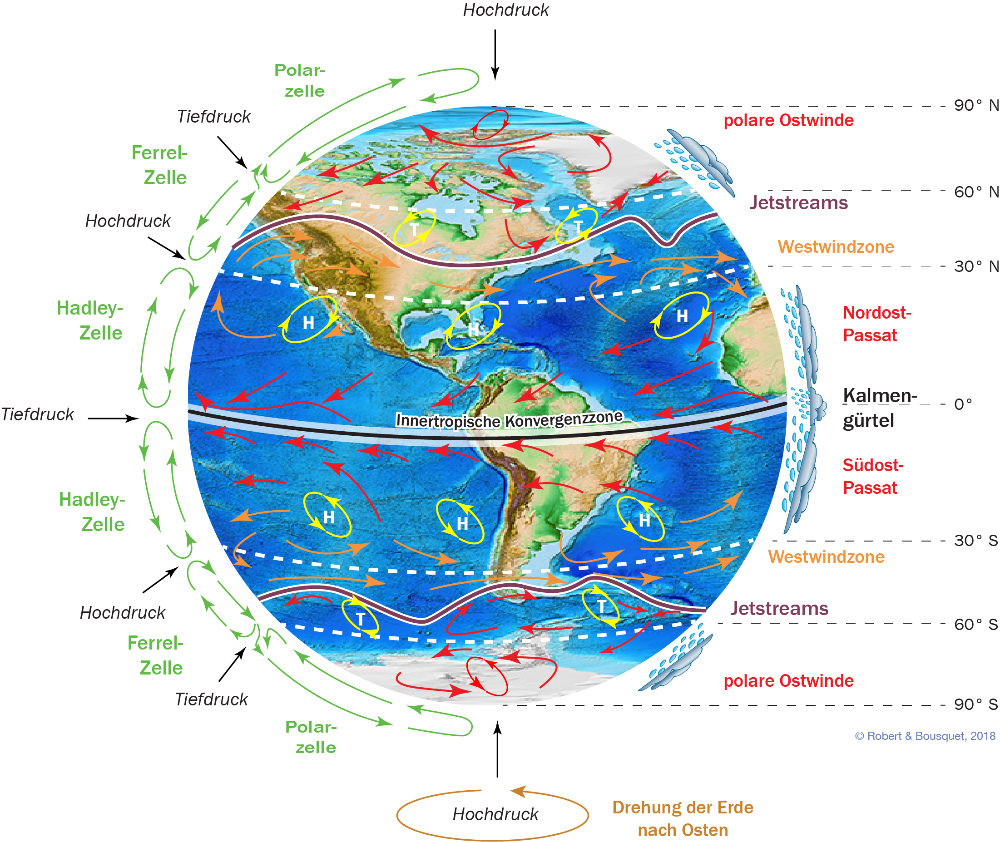 Hochdruck
Polar-
zelle
90° N
Tiefdruck
polare Ostwinde
Ferrel-
Zelle
60° N
Jetstreams
Hochdruck
T
T
Westwindzone
30° N
Hadley-
Zelle
H
H
H
Nordost-
Passat
Tiefdruck
Innertropische Konvergenzzone
Kalmen-
gürtel
0°
Südost-
Passat
Hadley-
Zelle
H
H
H
30° S
Westwindzone
Hochdruck
T
T
Jetstreams
60° S
Ferrel-
Zelle
Tiefdruck
polare Ostwinde
90° S
Polar-
zelle
© Robert & Bousquet, 2018
Hochdruck
Drehung der Erde
nach Osten